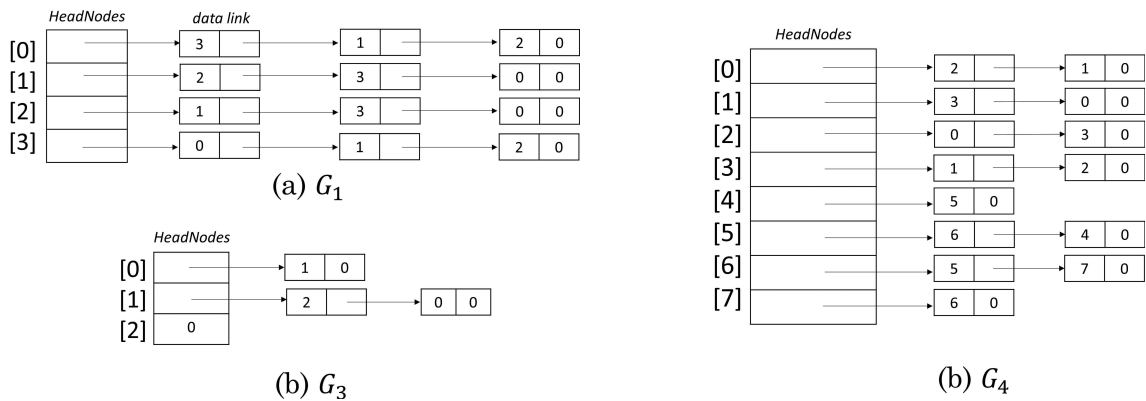 HeadNodes data link
[0] 3 1 2 0
[1] 2 3 0 0
[2] 1 3 0 0
[3] 0 1 2 0
(a) G₁
HeadNodes
[0] 1 0
[1] 2 0 0
[2] 0
(b) G₃
HeadNodes
[0] 2 1 0
[1] 3 0 0
[2] 0 3 0
[3] 1 2 0
[4] 5 0
[5] 6 4 0
[6] 5 7 0
[7] 6 0
(b) G₄